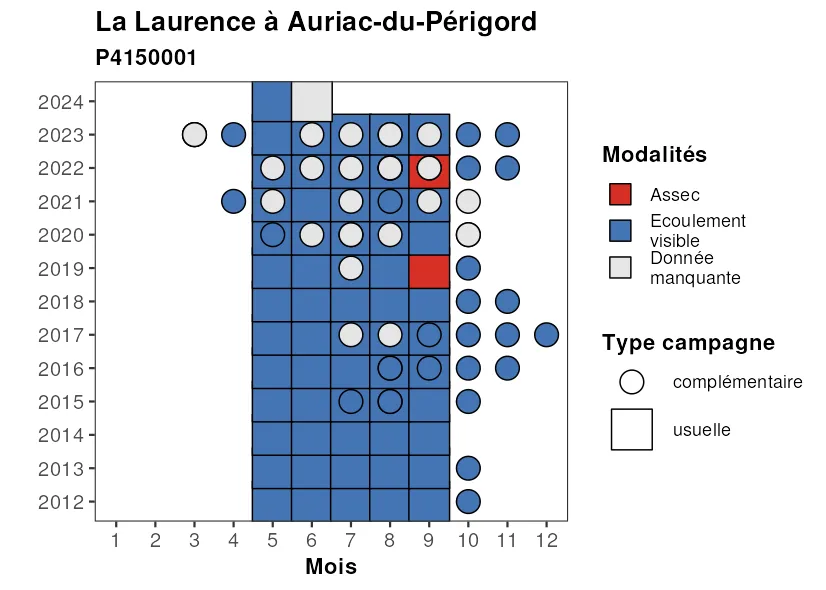 La Laurence à Auriac-du-Périgord
P4150001
2024
2023
2022
2021
2020
2019
2018
2017
2016
2015
2014
2013
2012
1 2 3 4 5 6 7 8 9 10 11 12
Mois
Modalités
Assec
Ecoulement
visible
Donnée
manquante
Type campagne
complémentaire
usuelle